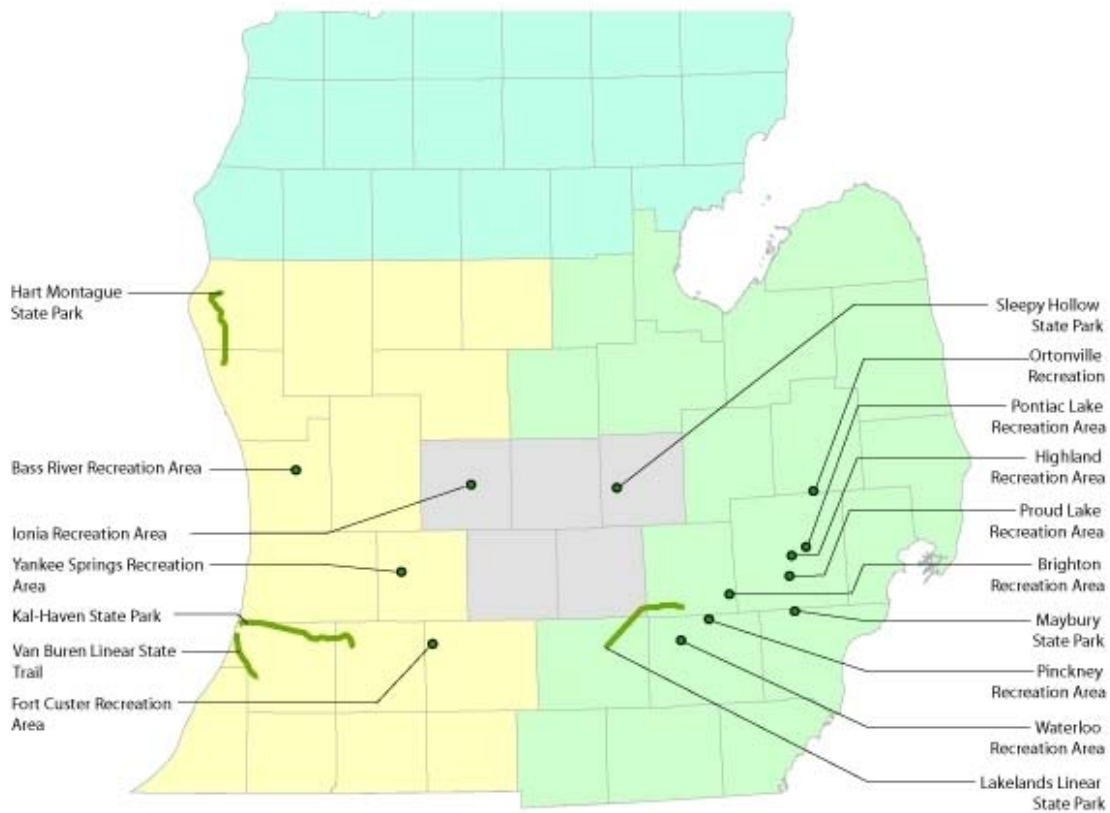 Hart Montague
State Park
Bass River Recreation Area
Ionia Recreation Area
Yankee Springs Recreation
Area
Kal-Haven State Park
Van Buren Linear State
Trail
Fort Custer Recreation
Area
Sleepy Hollow
State Park
Ortonville
Recreation
Pontiac Lake
Recreation Area
Highland
Recreation Area
Proud Lake
Recreation Area
Brighton
Recreation Area
Maybury
State Park
Pinckney
Recreation Area
Waterloo
Recreation Area
Lakelands Linear
State Park